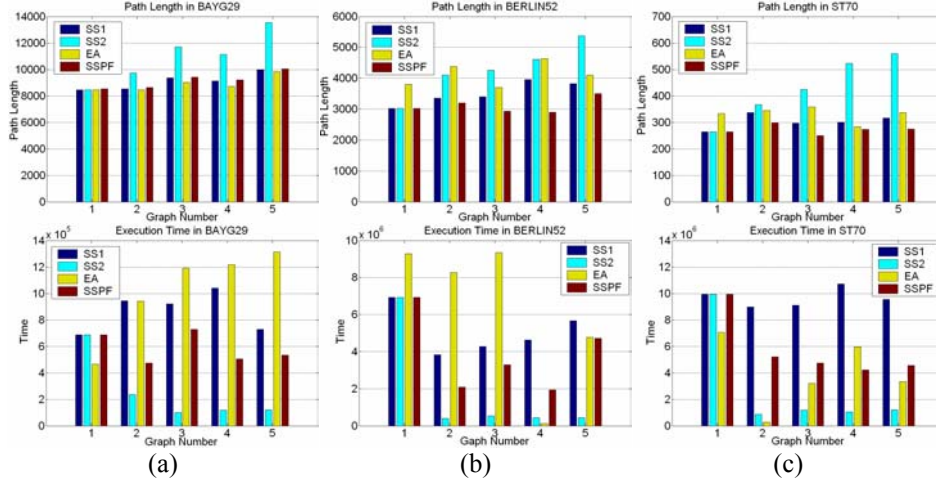 Path Length in BAYG29
14000
12000
10000
8000
6000
4000
2000
0
Path Length
SS1
SS2
EA
SSPF
1 2 3 4 5
Graph Number
Path Length in BERLIN52
6000
5000
4000
3000
2000
1000
0
Path Length
SS1
SS2
EA
SSPF
1 2 3 4 5
Graph Number
Path Length in ST70
700
600
500
400
300
200
100
0
Path Length
SS1
SS2
EA
SSPF
1 2 3 4 5
Graph Number
Execution Time in BAYG29
x 10^5
14
12
10
8
6
4
2
0
Time
SS1
SS2
EA
SSPF
1 2 3 4 5
Graph Number
(a)
Execution Time in BERLIN52
x 10^6
10
8
6
4
2
0
Time
SS1
SS2
EA
SSPF
1 2 3 4 5
Graph Number
(b)
Execution Time in ST70
x 10^6
14
12
10
8
6
4
2
0
Time
SS1
SS2
EA
SSPF
1 2 3 4 5
Graph Number
(c)